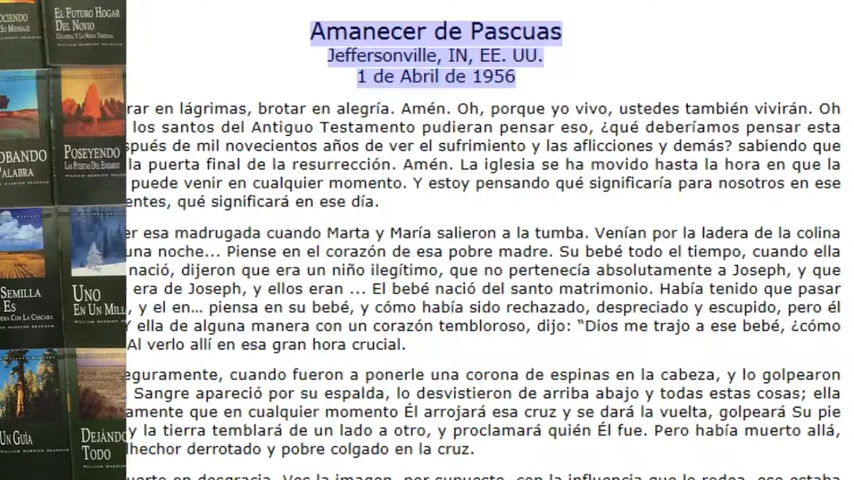 EL FUTURO HOGAR
DEL NOVIO
WILLIAM MARRION BRANHAM
POSEYENDO
LAS PUERTAS DEL ENEMIGO
SEMILLA
ES
CON LA CÁSCARA
UNO
EN UN MILL
UN GUÍA
DEJANDO
TODO
Amanecer de Pascuas
Jeffersonville, IN, EE. UU.
1 de Abril de 1956
rar en lágrimas, brotar en alegría. Amén. Oh, porque yo vivo, ustedes también vivirán. Oh
los santos del Antiguo Testamento pudieran pensar eso, ¿qué deberíamos pensar esta
spués de mil novecientos años de ver el sufrimiento y las aflicciones y demás? sabiendo que
la puerta final de la resurrección. Amén. La iglesia se ha movido hasta la hora en que la
puede venir en cualquier momento. Y estoy pensando qué significaría para nosotros en ese
entes, qué significará en ese día.
er esa madrugada cuando Marta y María salieron a la tumba. Venían por la ladera de la colina
una noche... Piense en el corazón de esa pobre madre. Su bebé todo el tiempo, cuando ella
nació, dijeron que era un niño ilegítimo, que no pertenecía absolutamente a Joseph, y que
era de Joseph, y ellos eran ... El bebé nació del santo matrimonio. Había tenido que pasar
, y el en... piensa en su bebé, y cómo había sido rechazado, despreciado y escupido, pero él
Y ella de alguna manera con un corazón tembloroso, dijo: “Dios me trajo a ese bebé, ¿cómo
Al verlo allí en esa gran hora crucial.
eguramente, cuando fueron a ponerle una corona de espinas en la cabeza, y lo golpearon
Sangre apareció por su espalda, lo desvistieron de arriba abajo y todas estas cosas; ella
amente que en cualquier momento Él arrojará esa cruz y se dará la vuelta, golpeará Su pie
y la tierra temblará de un lado a otro, y proclamará quién Él fue. Pero había muerto allá,
lhechor derrotado y pobre colgado en la cruz.